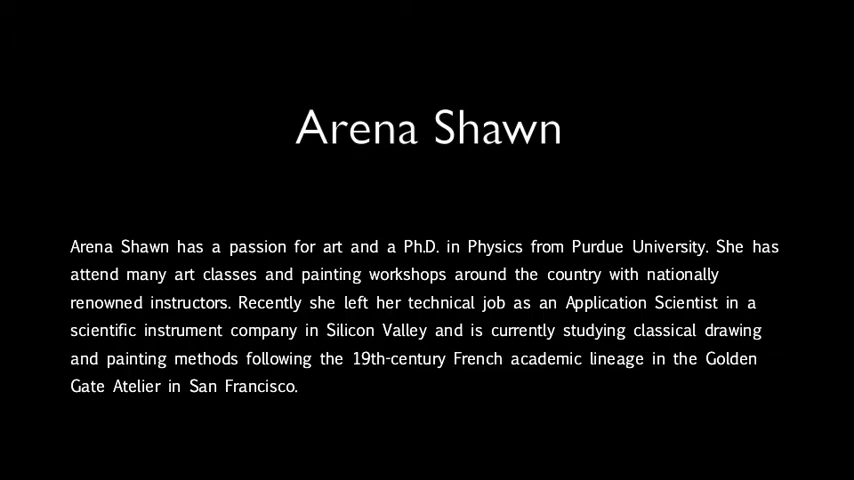 Arena Shawn
Arena Shawn has a passion for art and a Ph.D. in Physics from Purdue University. She has
attend many art classes and painting workshops around the country with nationally
renowned instructors. Recently she left her technical job as an Application Scientist in a
scientific instrument company in Silicon Valley and is currently studying classical drawing
and painting methods following the 19th-century French academic lineage in the Golden
Gate Atelier in San Francisco.